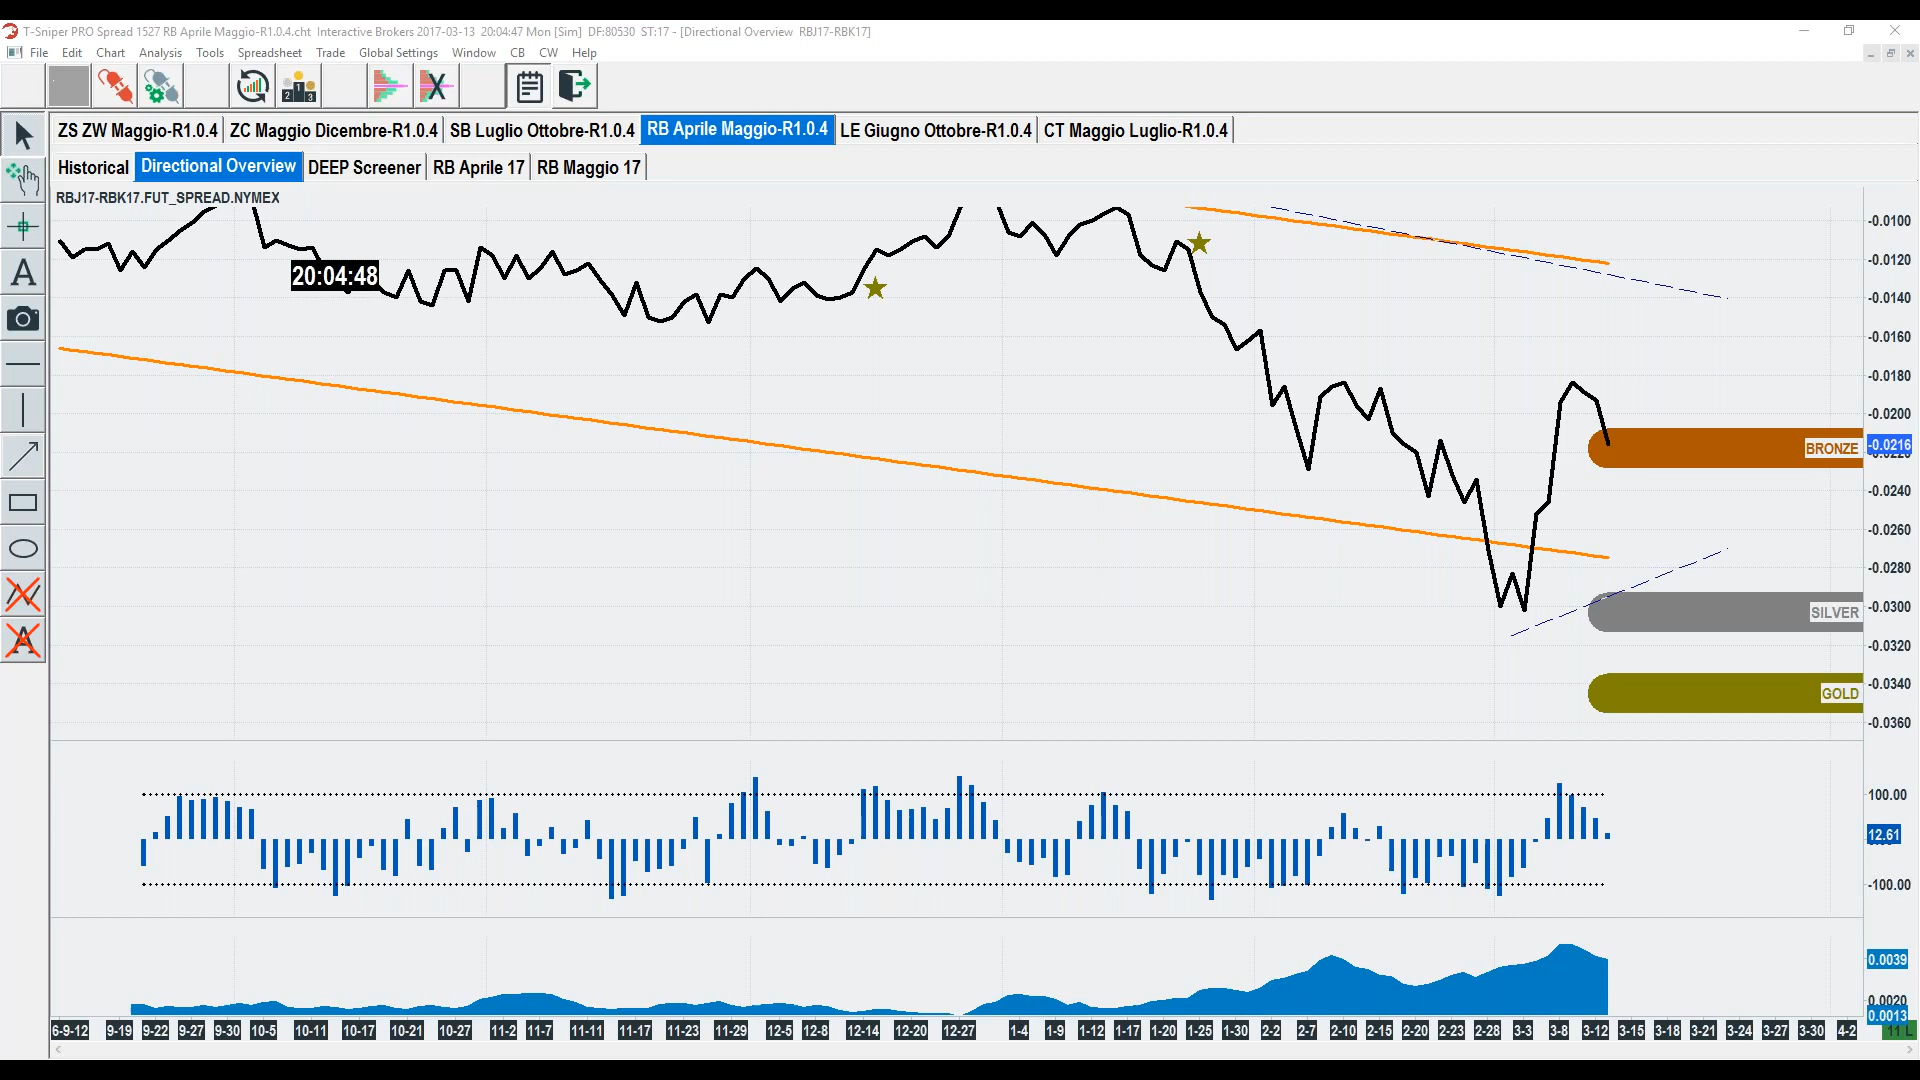 T-Sniper PRO Spread 1527 RB Aprile Maggio-R1.0.4.cht  Interactive Brokers 2017-03-13  20:04:47 Mon [Sim]  DF:80530  ST:17 - [Directional Overview  RBJ17-RBK17]
File Edit Chart Analysis Tools Spreadsheet Trade Global Settings Window CB CW Help
ZS ZW Maggio-R1.0.4 ZC Maggio Dicembre-R1.0.4 SB Luglio Ottobre-R1.0.4 RB Aprile Maggio-R1.0.4 LE Giugno Ottobre-R1.0.4 CT Maggio Luglio-R1.0.4
Historical Directional Overview DEEP Screener RB Aprile 17 RB Maggio 17
RBJ17-RBK17.FUT_SPREAD.NYMEX
-0.0100
-0.0120
20:04:48
-0.0140
-0.0160
-0.0180
-0.0200
BRONZE -0.0216
-0.0240
-0.0260
-0.0280
-0.0300
SILVER
-0.0320
-0.0340
GOLD
-0.0360
100.00
12.61
-100.00
0.0039
0.0020
0.0013
6-9-12 9-19 9-22 9-27 9-30 10-5 10-11 10-17 10-21 10-27 11-2 11-7 11-11 11-17 11-23 11-29 12-5 12-8 12-14 12-20 12-27 1-4 1-9 1-12 1-17 1-20 1-25 1-30 2-2 2-7 2-10 2-15 2-20 2-23 2-28 3-3 3-8 3-12 3-15 3-18 3-21 3-24 3-27 3-30 4-2 11 L